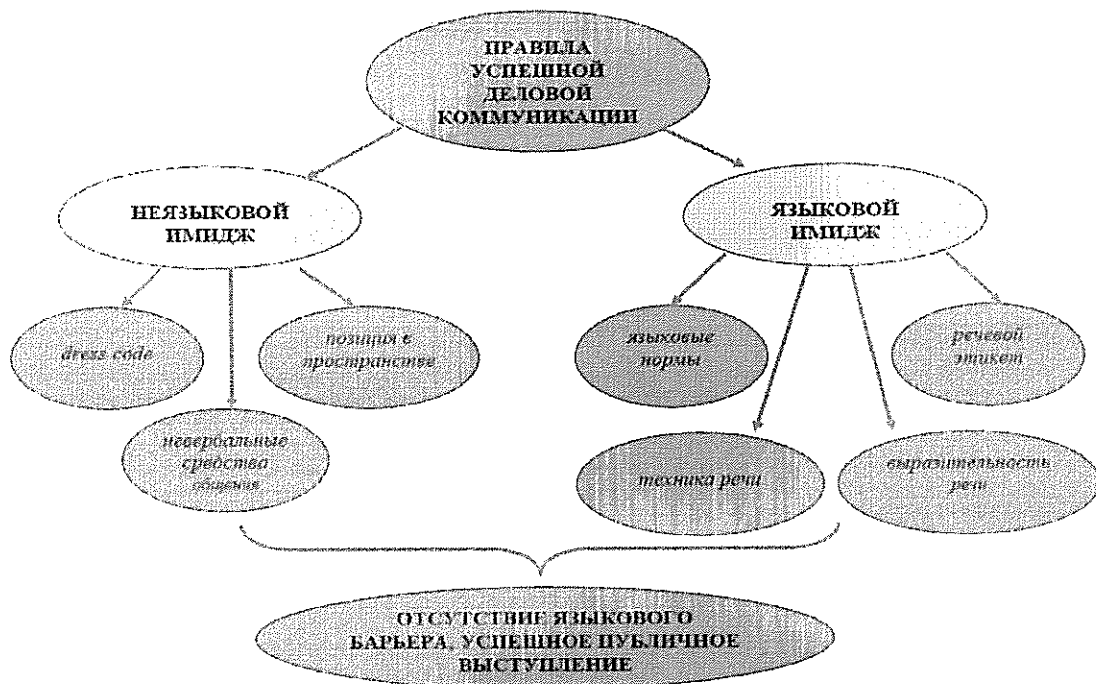 ПРАВИЛА
УСПЕШНОЙ
ДЕЛОВОЙ
КОММУНИКАЦИИ
НЕЯЗЫКОВОЙ
ИМИДЖ
ЯЗЫКОВОЙ
ИМИДЖ
dress code
позиция в
пространстве
языковые
нормы
речевой
этикет
невербальные
средства
общения
техника речи
выразительность
речи
ОТСУТСТВИЕ ЯЗЫКОВОГО
БАРЬЕРА, УСПЕШНОЕ ПУБЛИЧНОЕ
ВЫСТУПЛЕНИЕ